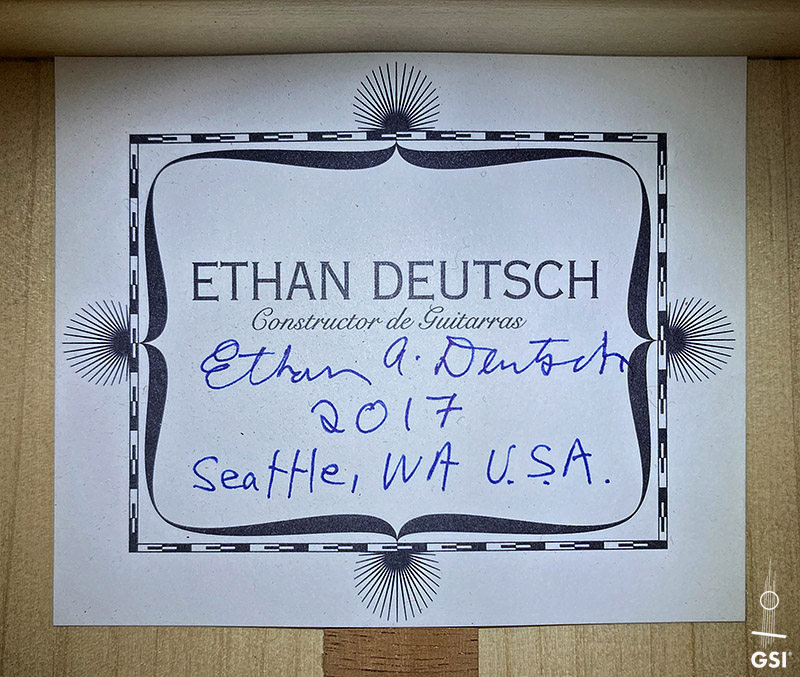 ETHAN DEUTSCH
Constructor de Guitarras
Ethan A. Deutsch
2017
Seattle, WA U.S.A.
GSI